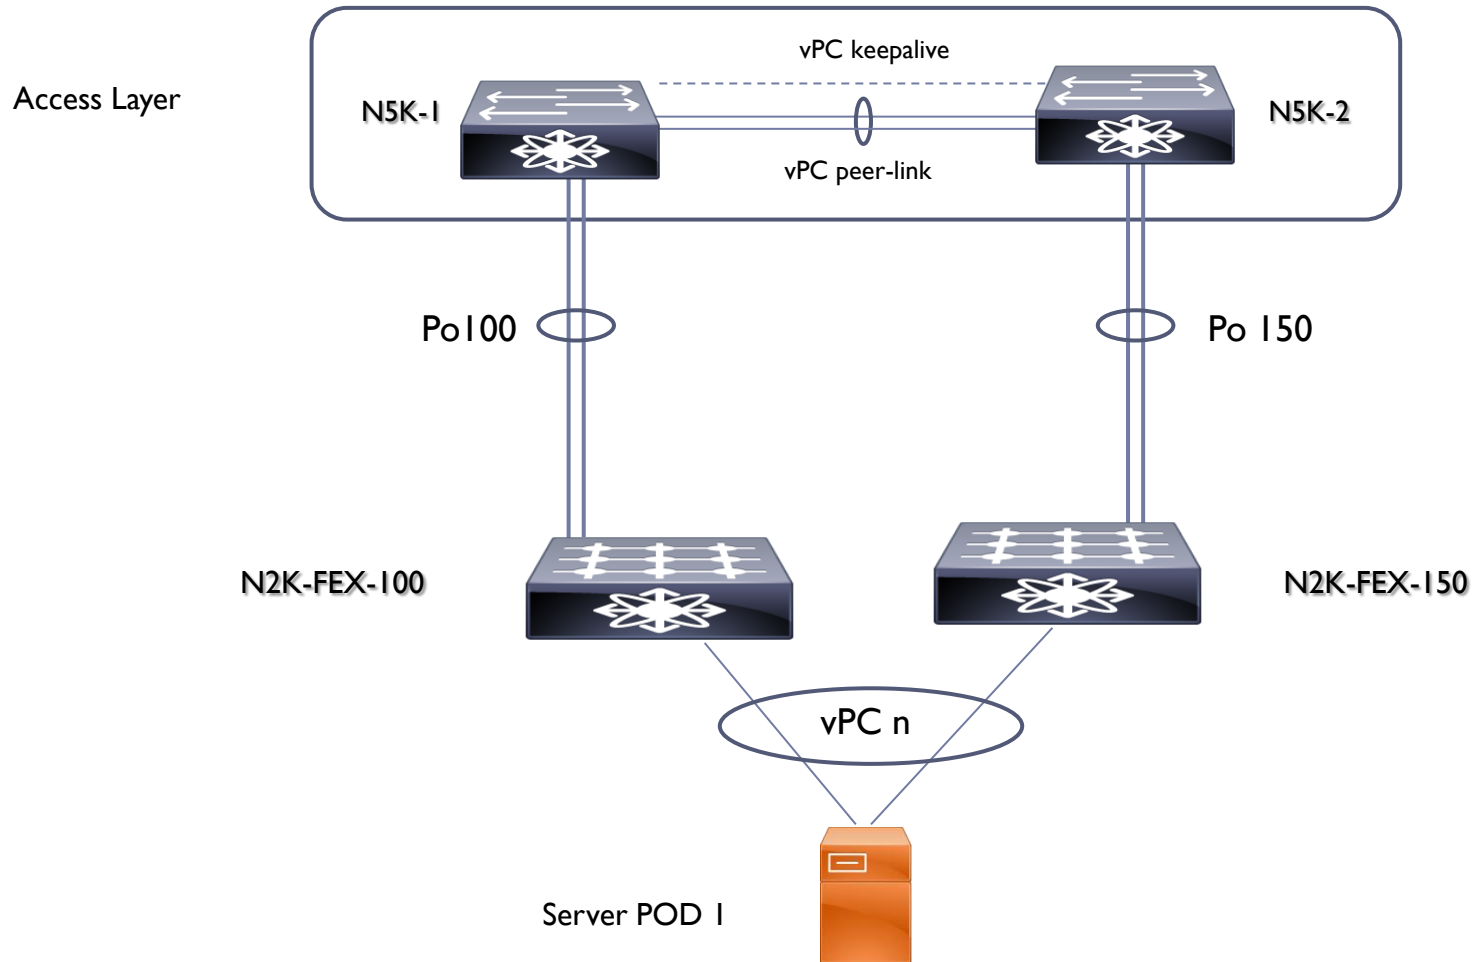 vPC keepalive
Access Layer
N5K-1
N5K-2
vPC peer-link
Po100
Po 150
N2K-FEX-100
N2K-FEX-150
vPC n
Server POD 1